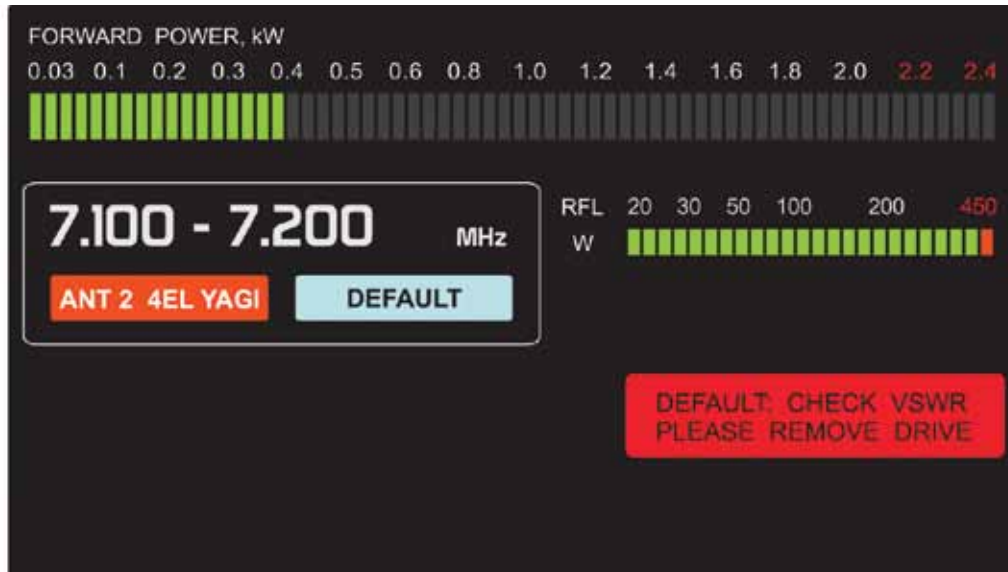 FORWARD POWER, kW
0.03 0.1 0.2 0.3 0.4 0.5 0.6 0.8 1.0 1.2 1.4 1.6 1.8 2.0 2.2 2.4
7.100 - 7.200 MHz
ANT 2 4EL YAGI DEFAULT
RFL 20 30 50 100 200 450
W
DEFAULT: CHECK VSWR
PLEASE REMOVE DRIVE